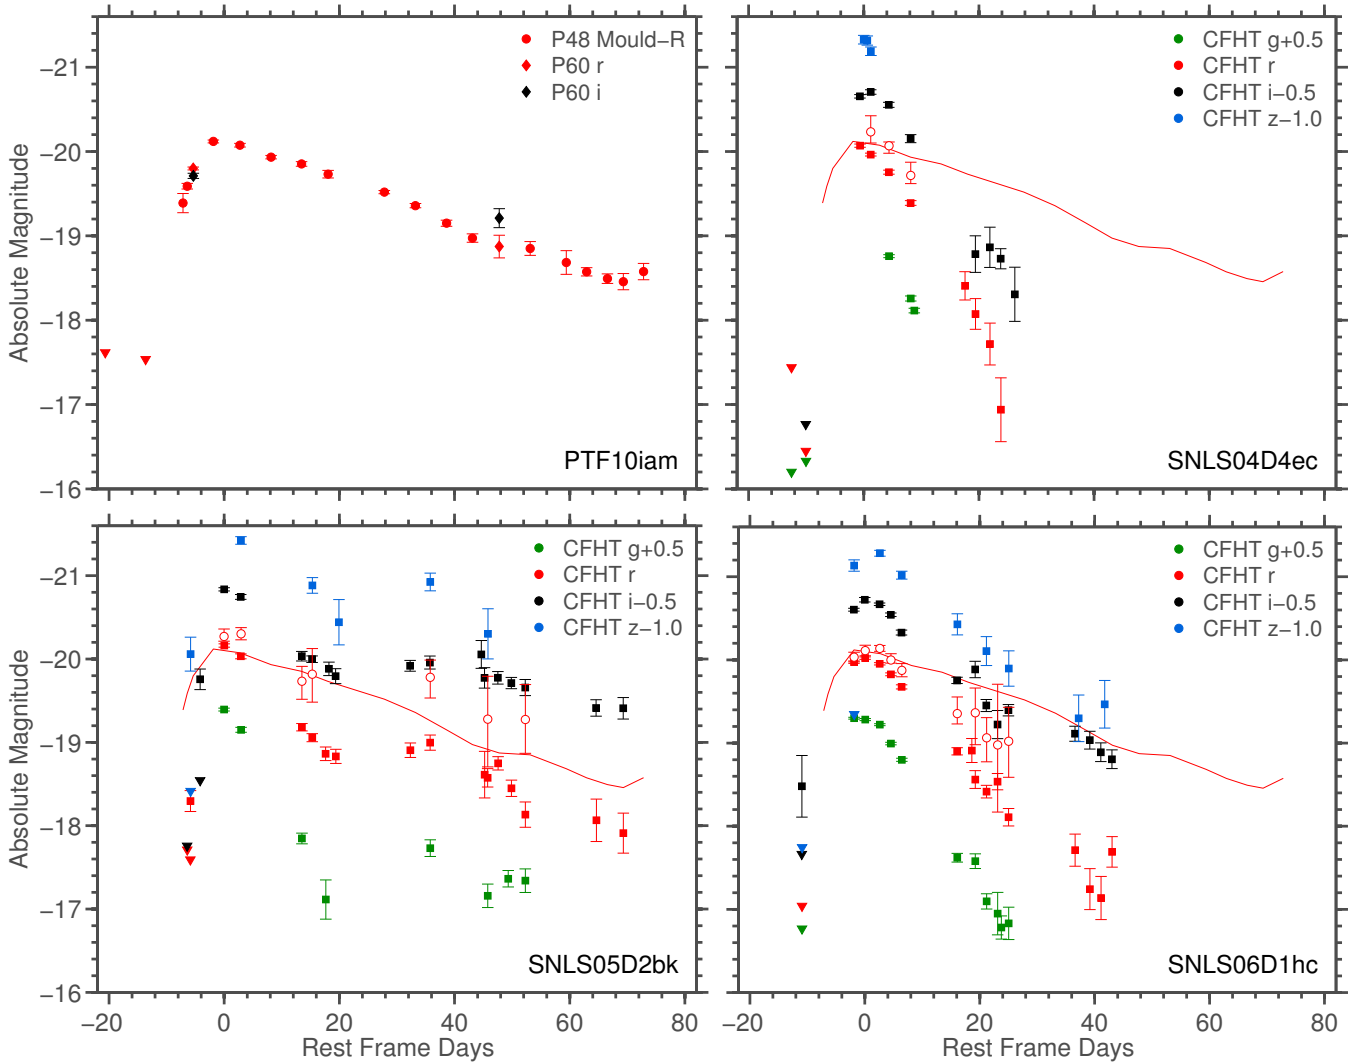 P48 Mould−R
P60 r
P60 i
−21
−20
−19
−18
−17
−16
Absolute Magnitude
PTF10iam
CFHT g+0.5
CFHT r
CFHT i−0.5
CFHT z−1.0
SNLS04D4ec
CFHT g+0.5
CFHT r
CFHT i−0.5
CFHT z−1.0
−21
−20
−19
−18
−17
−16
Absolute Magnitude
SNLS05D2bk
−20
0
20
40
60
80
Rest Frame Days
CFHT g+0.5
CFHT r
CFHT i−0.5
CFHT z−1.0
SNLS06D1hc
−20
0
20
40
60
80
Rest Frame Days